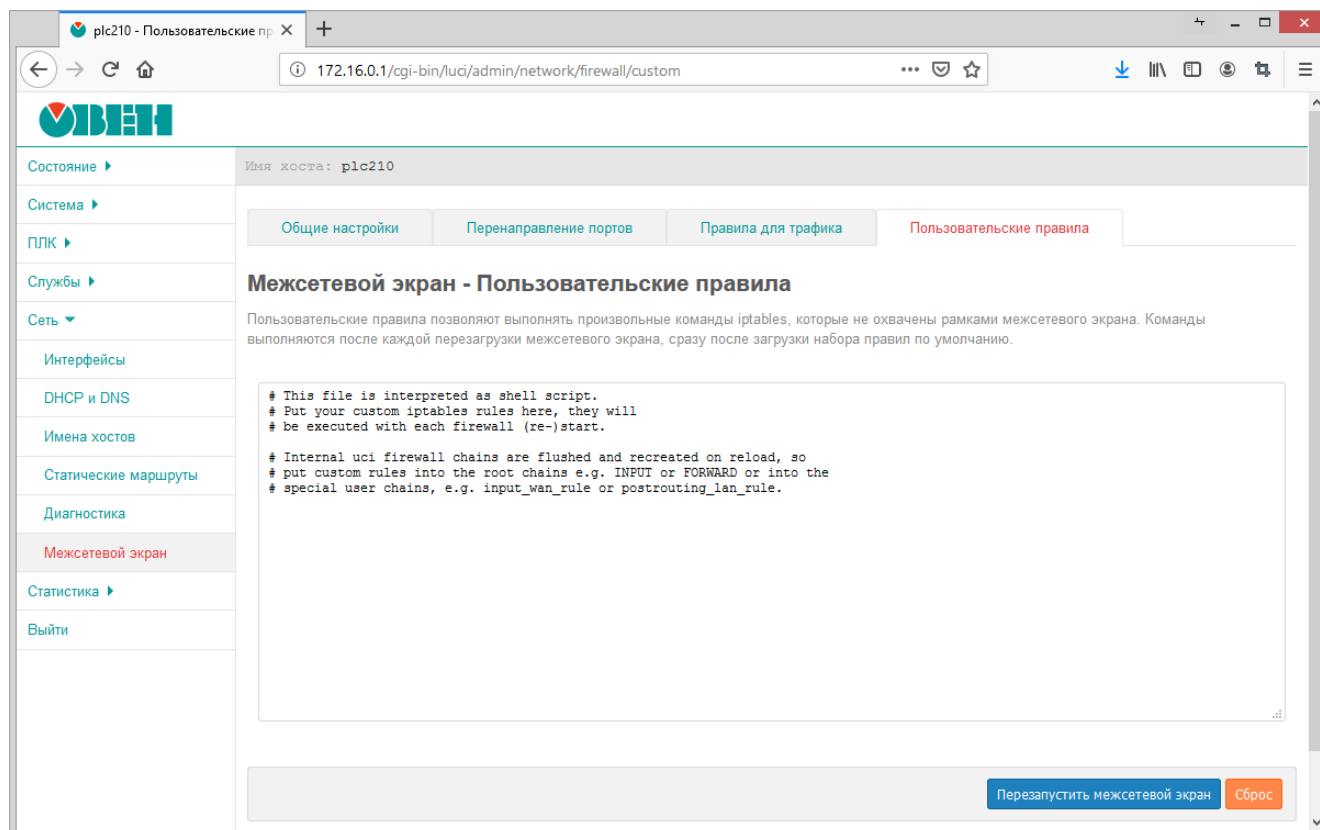 plc210 - Пользовательские пр
172.16.0.1/cgi-bin/luci/admin/network/firewall/custom
ОВЕН
Состояние
Имя хоста: plc210
Система
ПЛК
Службы
Сеть
Интерфейсы
DHCP и DNS
Имена хостов
Статические маршруты
Диагностика
Межсетевой экран
Статистика
Выйти
Общие настройки
Перенаправление портов
Правила для трафика
Пользовательские правила
Межсетевой экран - Пользовательские правила
Пользовательские правила позволяют выполнять произвольные команды iptables, которые не охвачены рамками межсетевого экрана. Команды
выполняются после каждой перезагрузки межсетевого экрана, сразу после загрузки набора правил по умолчанию.
# This file is interpreted as shell script.
# Put your custom iptables rules here, they will
# be executed with each firewall (re-)start.
# Internal uci firewall chains are flushed and recreated on reload, so
# put custom rules into the root chains e.g. INPUT or FORWARD or into the
# special user chains, e.g. input_wan_rule or postrouting_lan_rule.
Перезапустить межсетевой экран
Сброс